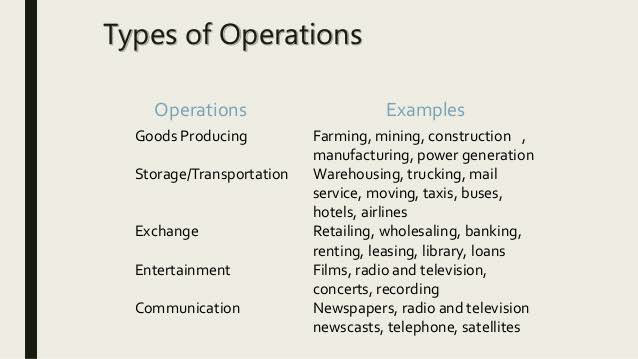 Types of Operations
Operations Examples
Goods Producing Farming, mining, construction ,
manufacturing, power generation
Storage/Transportation Warehousing, trucking, mail
service, moving, taxis, buses,
hotels, airlines
Exchange Retailing, wholesaling, banking,
renting, leasing, library, loans
Entertainment Films, radio and television,
concerts, recording
Communication Newspapers, radio and television
newscasts, telephone, satellites